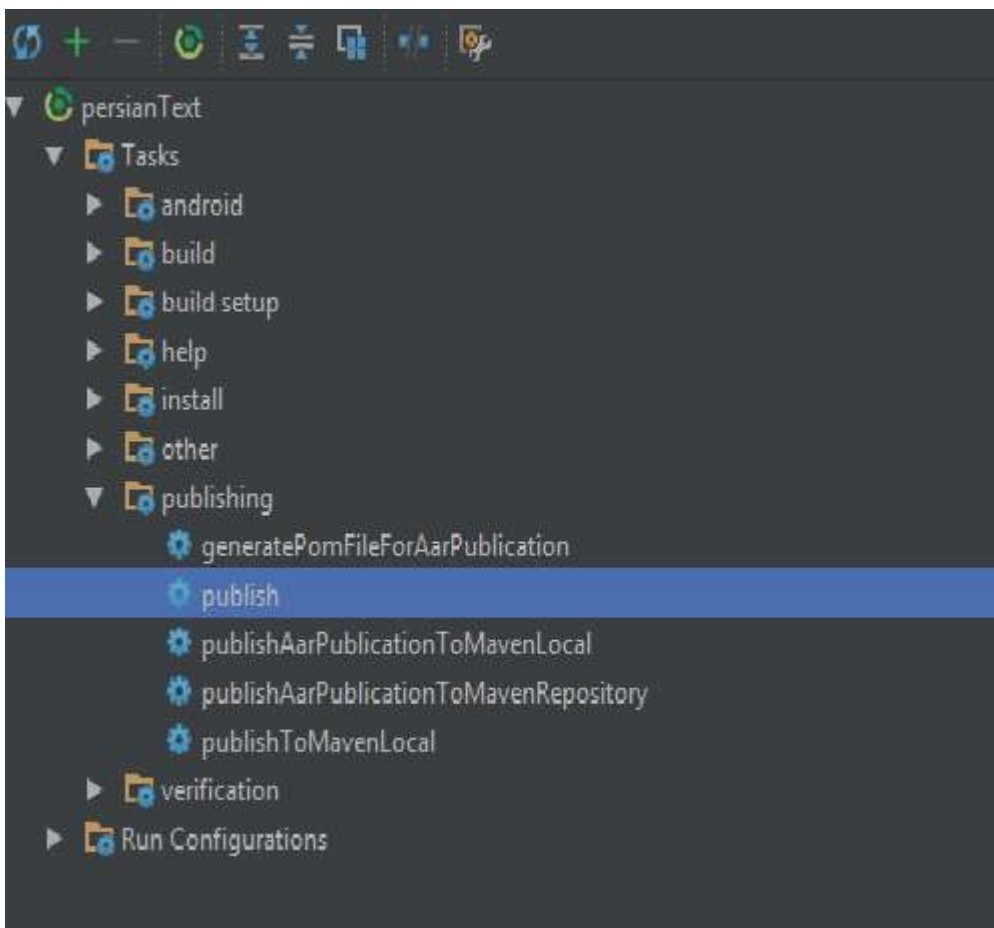 persianText
Tasks
android
build
build setup
help
install
other
publishing
generatePomFileForAarPublication
publish
publishAarPublicationToMavenLocal
publishAarPublicationToMavenRepository
publishToMavenLocal
verification
Run Configurations